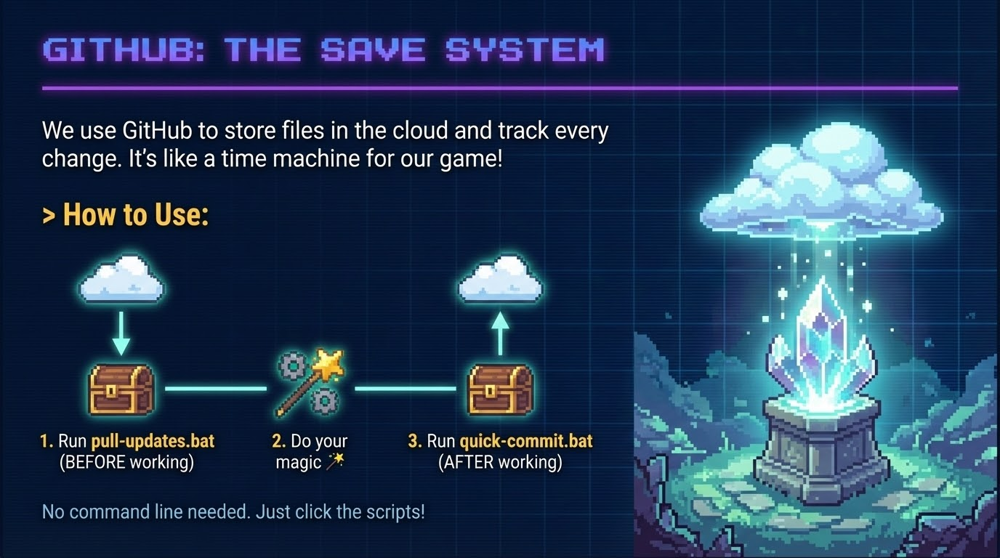 GITHUB: THE SAVE SYSTEM
We use GitHub to store files in the cloud and track every
change. It’s like a time machine for our game!
> How to Use:
1. Run pull-updates.bat
(BEFORE working)
2. Do your
magic 🪄
3. Run quick-commit.bat
(AFTER working)
No command line needed. Just click the scripts!